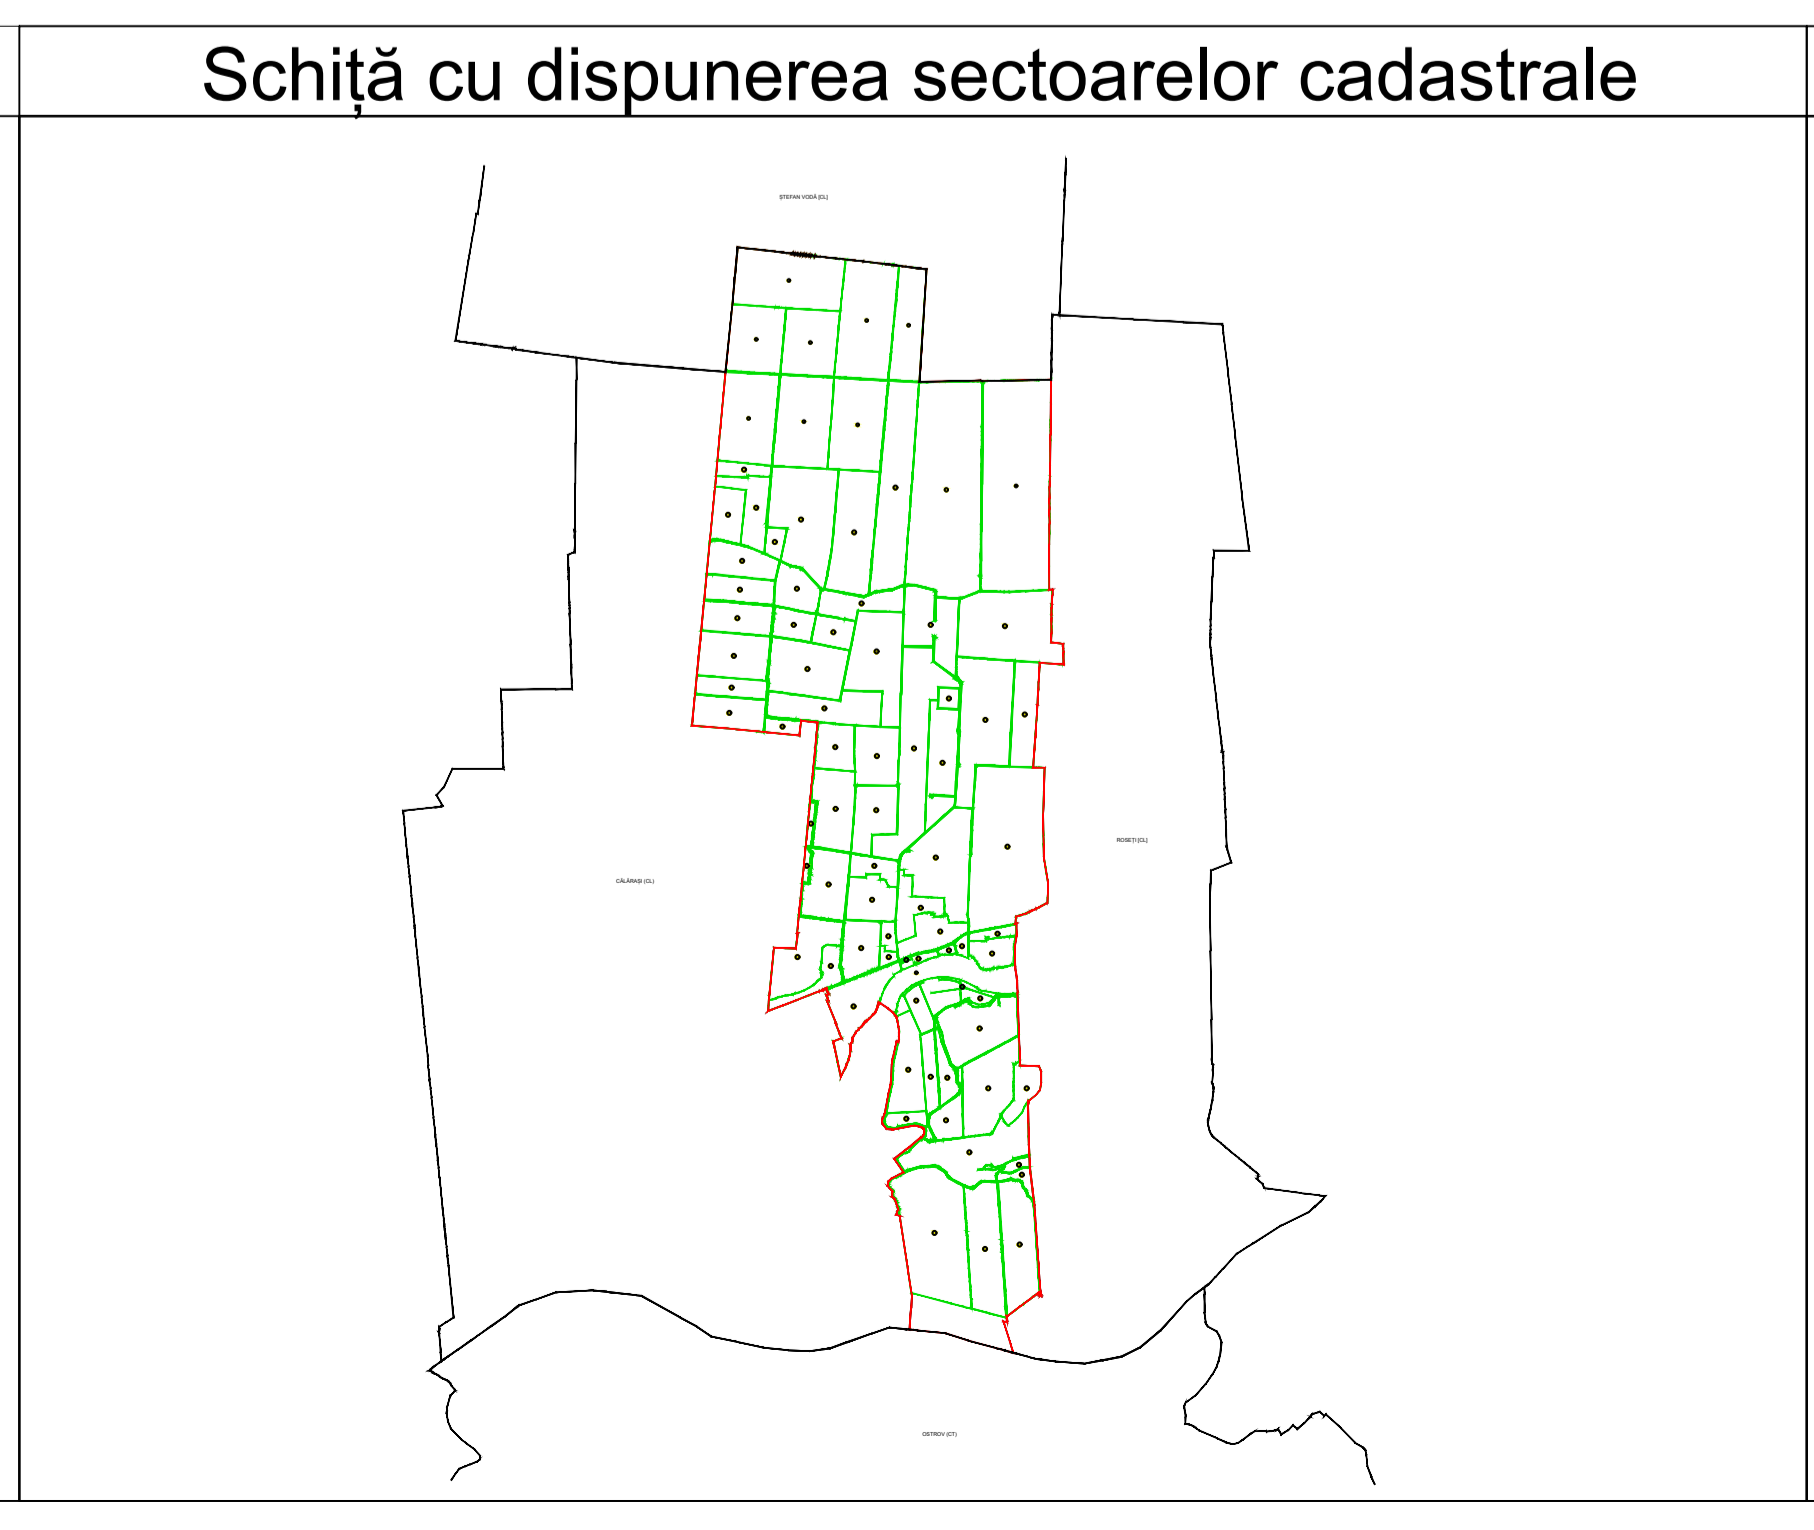 Schiță cu dispunerea sectoarelor cadastrale
ȘTEFAN VODĂ [CL]
ROSEȚI [CL]
CĂLĂRAȘI (CL)
OSTROV (CT)